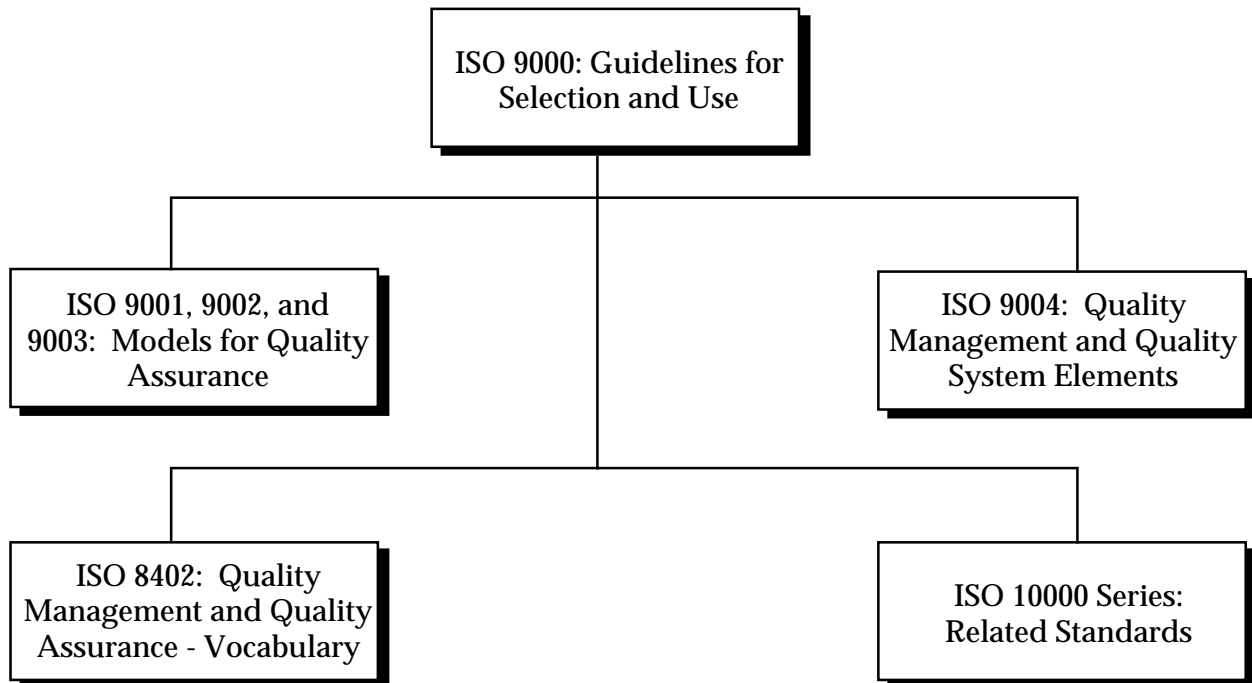 ISO 9000: Guidelines for
Selection and Use
ISO 9001, 9002, and
9003:  Models for Quality
Assurance
ISO 9004:  Quality
Management and Quality
System Elements
ISO 8402:  Quality
Management and Quality
Assurance - Vocabulary
ISO 10000 Series:
Related Standards